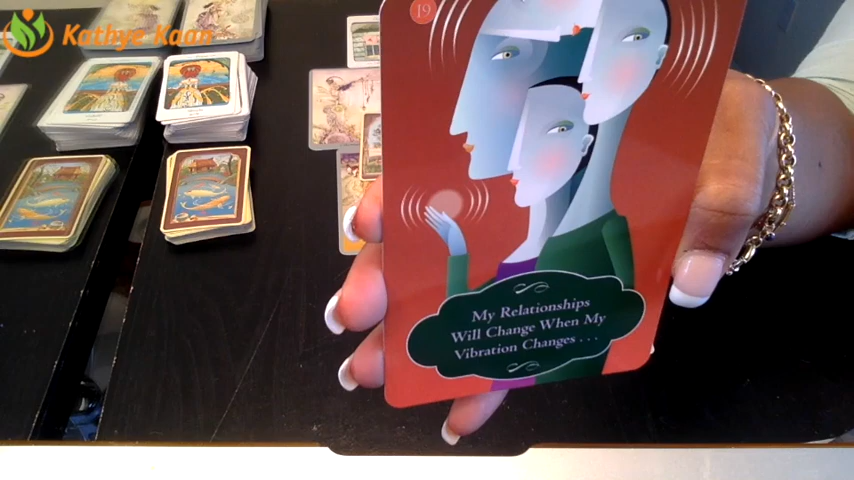 Kathye Kaan
19
My Relationships
Will Change When My
Vibration Changes . . .